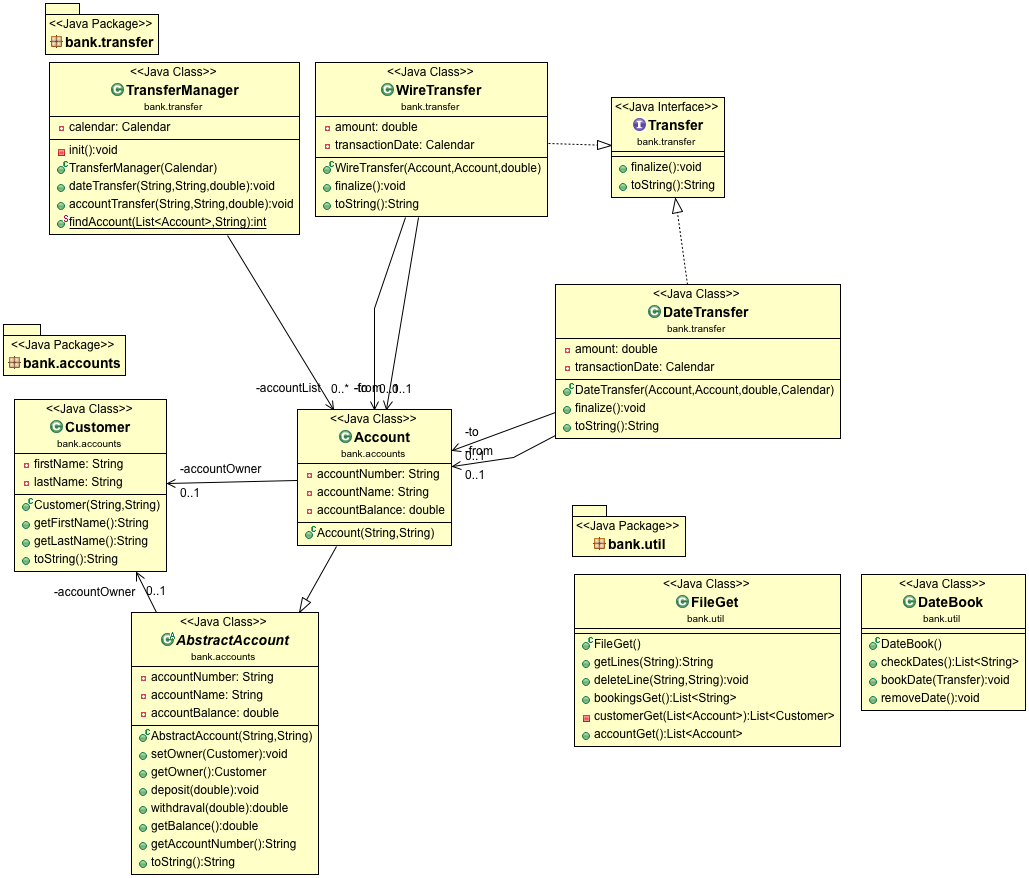 <<Java Package>>
bank.transfer
<<Java Class>>
TransferManager
bank.transfer
calendar: Calendar
init():void
TransferManager(Calendar)
dateTransfer(String,String,double):void
accountTransfer(String,String,double):void
findAccount(List<Account>,String):int
<<Java Class>>
WireTransfer
bank.transfer
amount: double
transactionDate: Calendar
WireTransfer(Account,Account,double)
finalize():void
toString():String
<<Java Interface>>
Transfer
bank.transfer
finalize():void
toString():String
<<Java Class>>
DateTransfer
bank.transfer
amount: double
transactionDate: Calendar
DateTransfer(Account,Account,double,Calendar)
finalize():void
toString():String
<<Java Package>>
bank.accounts
-accountList
0..*
-to
-from
0..1
0..1
<<Java Class>>
Customer
bank.accounts
firstName: String
lastName: String
Customer(String,String)
getFirstName():String
getLastName():String
toString():String
-accountOwner
0..1
<<Java Class>>
Account
bank.accounts
accountNumber: String
accountName: String
accountBalance: double
Account(String,String)
-to
0..1
-from
0..1
-accountOwner
0..1
<<Java Class>>
AbstractAccount
bank.accounts
accountNumber: String
accountName: String
accountBalance: double
AbstractAccount(String,String)
setOwner(Customer):void
getOwner():Customer
deposit(double):void
withdraval(double):double
getBalance():double
getAccountNumber():String
toString():String
<<Java Package>>
bank.util
<<Java Class>>
FileGet
bank.util
FileGet()
getLines(String):String
deleteLine(String,String):void
bookingsGet():List<String>
customerGet(List<Account>):List<Customer>
accountGet():List<Account>
<<Java Class>>
DateBook
bank.util
DateBook()
checkDates():List<String>
bookDate(Transfer):void
removeDate():void